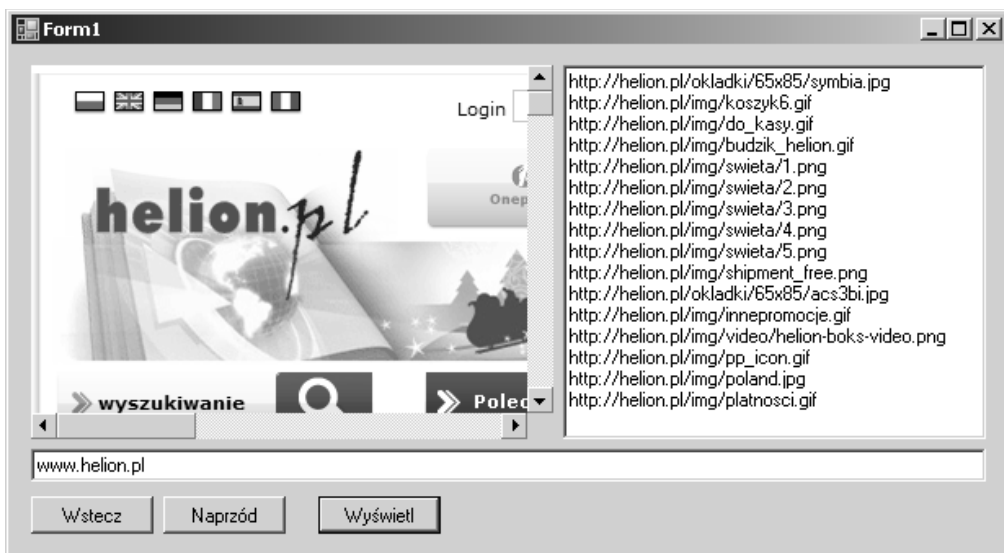 Form1
Login
helion.pl
Onep
wyszukiwanie
Polec
http://helion.pl/okladki/65x85/symbia.jpg
http://helion.pl/img/koszyk6.gif
http://helion.pl/img/do_kasy.gif
http://helion.pl/img/budzik_helion.gif
http://helion.pl/img/swieta/1.png
http://helion.pl/img/swieta/2.png
http://helion.pl/img/swieta/3.png
http://helion.pl/img/swieta/4.png
http://helion.pl/img/swieta/5.png
http://helion.pl/img/shipment_free.png
http://helion.pl/okladki/65x85/acs3bi.jpg
http://helion.pl/img/innepromocje.gif
http://helion.pl/img/video/helion-boks-video.png
http://helion.pl/img/pp_icon.gif
http://helion.pl/img/poland.jpg
http://helion.pl/img/platnosci.gif
www.helion.pl
Wstecz
Naprzód
Wyświetl